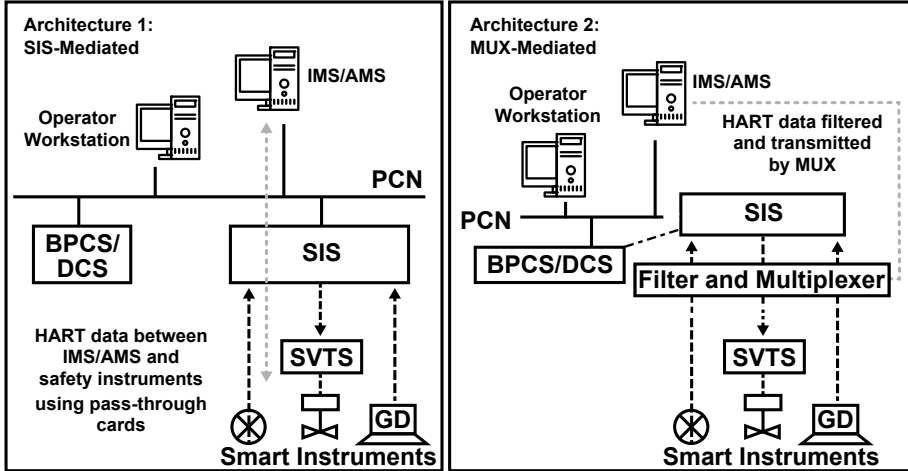 Architecture 1:
SIS-Mediated
IMS/AMS
Operator
Workstation
PCN
BPCS/
DCS
SIS
HART data between
IMS/AMS and
safety instruments
using pass-through
cards
SVTS
GD
Smart Instruments
Architecture 2:
MUX-Mediated
IMS/AMS
Operator
Workstation
HART data filtered
and transmitted
by MUX
PCN
SIS
BPCS/DCS
Filter and Multiplexer
SVTS
GD
Smart Instruments